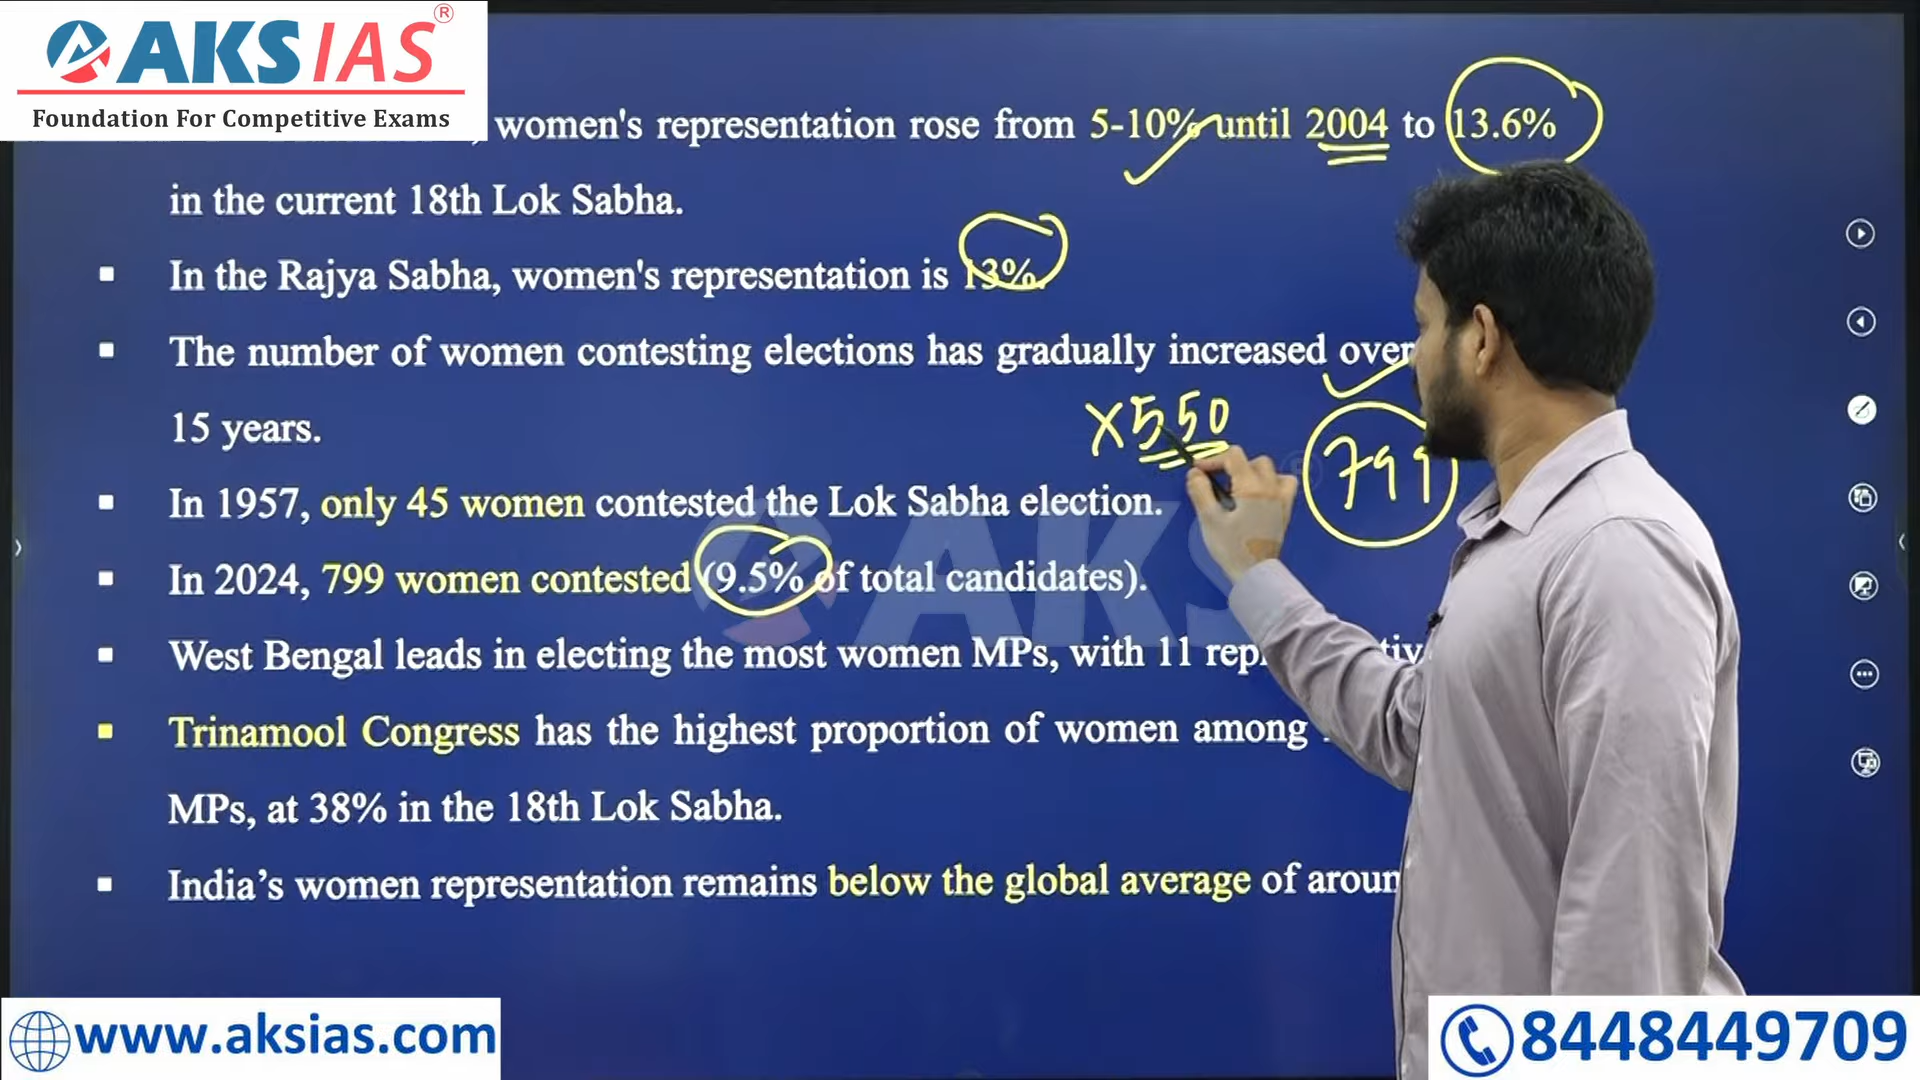 AKS IAS®
Foundation For Competitive Exams
women's representation rose from 5-10% until 2004 to 13.6%
in the current 18th Lok Sabha.
▪ In the Rajya Sabha, women's representation is 13%.
▪ The number of women contesting elections has gradually increased over
15 years.
X 550
799
▪ In 1957, only 45 women contested the Lok Sabha election.
▪ In 2024, 799 women contested (9.5% of total candidates).
▪ West Bengal leads in electing the most women MPs, with 11
▪ Trinamool Congress has the highest proportion of women among
MPs, at 38% in the 18th Lok Sabha.
▪ India’s women representation remains below the global average of
AKS
www.aksias.com
8448449709